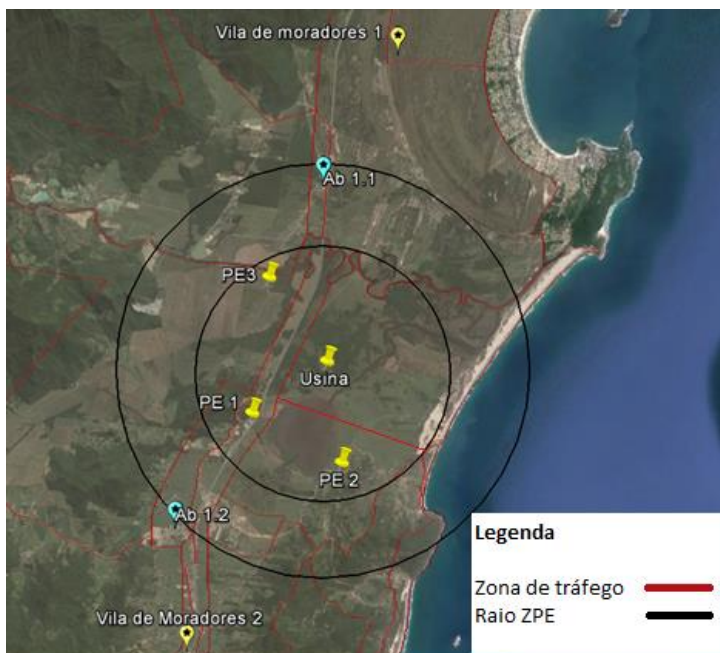 Vila de moradores 1
Ab 1.1
PE3
Usina
PE 1
PE 2
Ab 1.2
Vila de Moradores 2
Legenda
Zona de tráfego
Raio ZPE